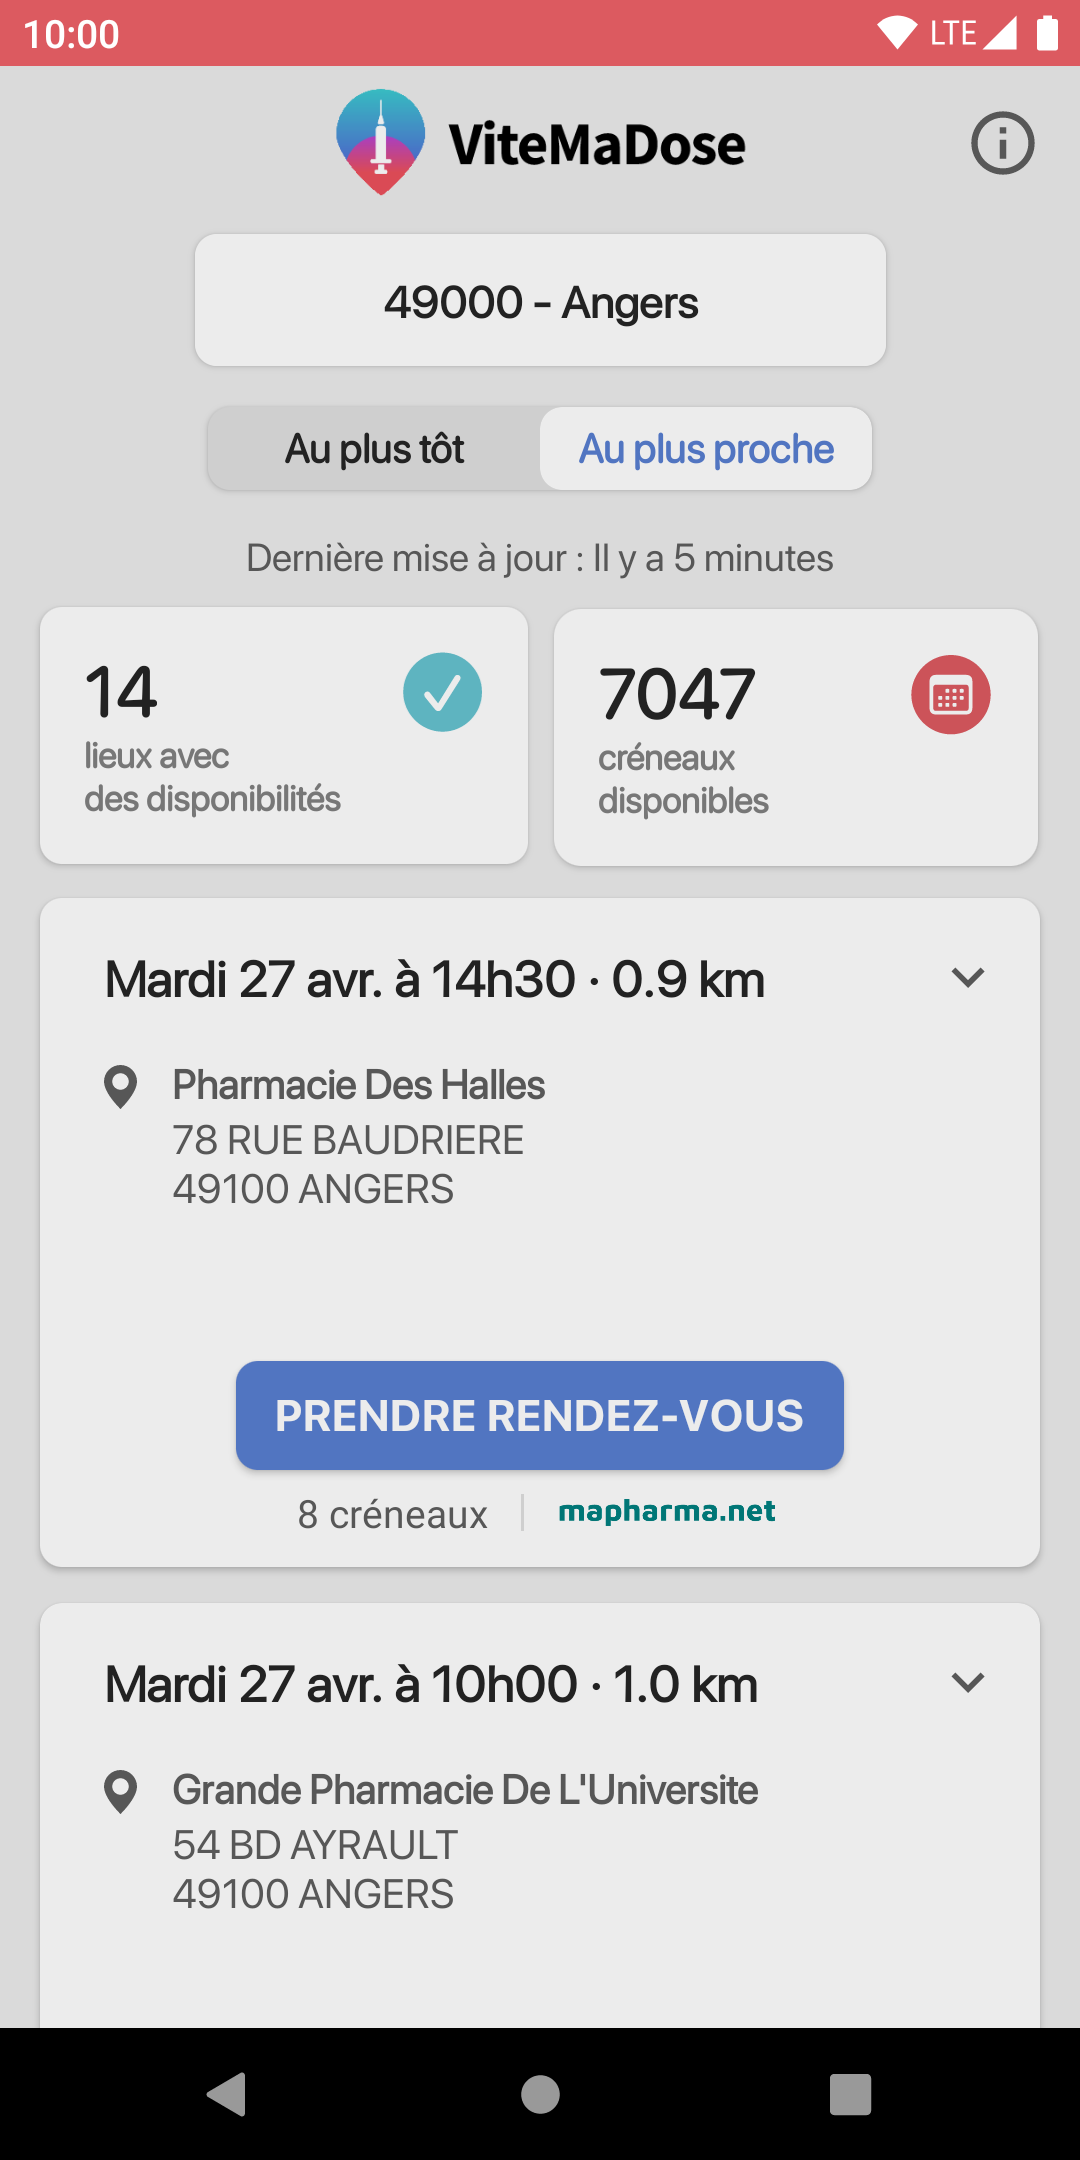 10:00
LTE
ViteMaDose
49000 - Angers
Au plus tôt
Au plus proche
Dernière mise à jour : Il y a 5 minutes
14
lieux avec
des disponibilités
7047
créneaux
disponibles
Mardi 27 avr. à 14h30 · 0.9 km
Pharmacie Des Halles
78 RUE BAUDRIERE
49100 ANGERS
PRENDRE RENDEZ-VOUS
8 créneaux
mapharma.net
Mardi 27 avr. à 10h00 · 1.0 km
Grande Pharmacie De L'Universite
54 BD AYRAULT
49100 ANGERS